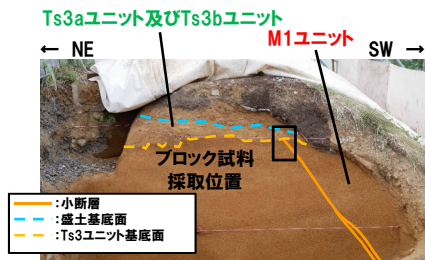 Ts3aユニット及びTs3bユニット
← NE
M1ユニット
SW →
ブロック試料
採取位置
:小断層
:盛土基底面
:Ts3ユニット基底面